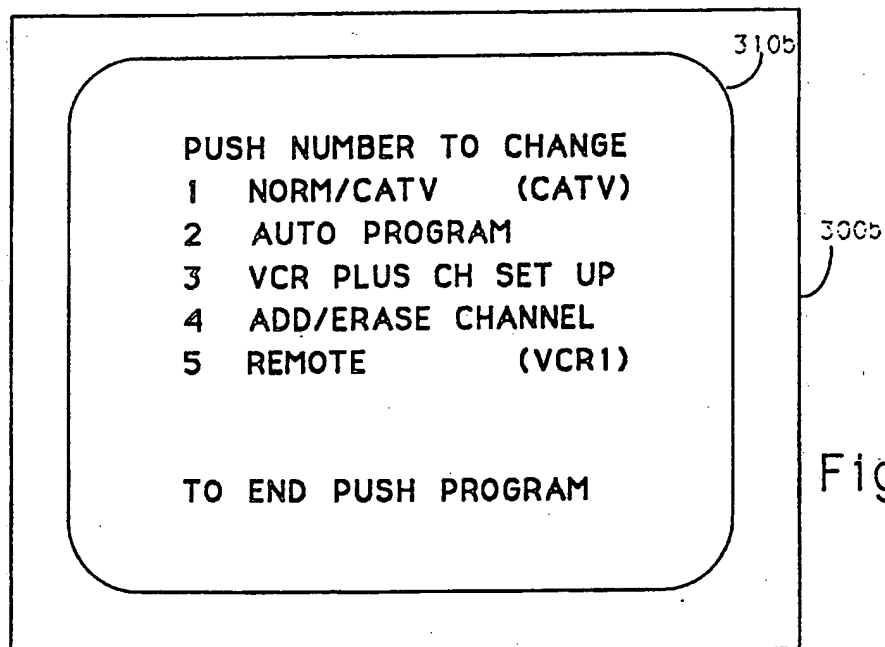 3105
PUSH NUMBER TO CHANGE
1 NORM/CATV (CATV)
2 AUTO PROGRAM
3 VCR PLUS CH SET UP
4 ADD/ERASE CHANNEL
5 REMOTE (VCR1)
TO END PUSH PROGRAM
3005
Fig